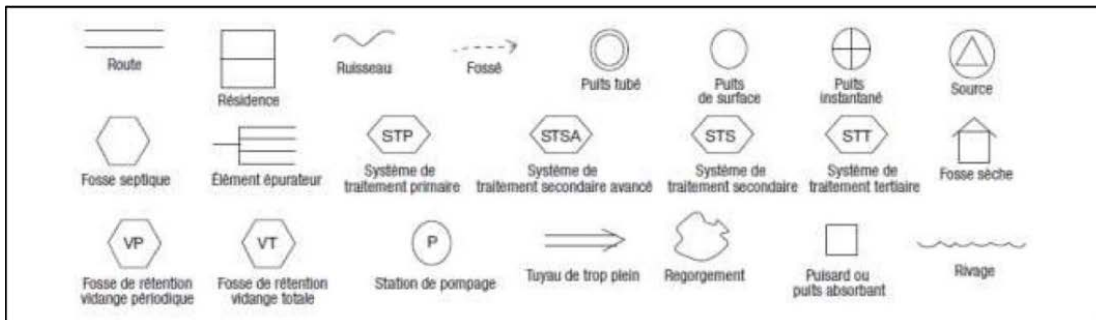 Route
Résidence
Ruisseau
Fossé
Puits tubé
Puits
de surface
Puits
instantané
Source
Fosse septique
Élément épurateur
STP
Système de
traitement primaire
STSA
Système de
traitement secondaire avancé
STS
Système de
traitement secondaire
STT
Système de
traitement tertiaire
Fosse sèche
VP
Fosse de rétention
vidange périodique
VT
Fosse de rétention
vidange totale
P
Station de pompage
Tuyau de trop plein
Regorgement
Puisard ou
puits absorbant
Rivage